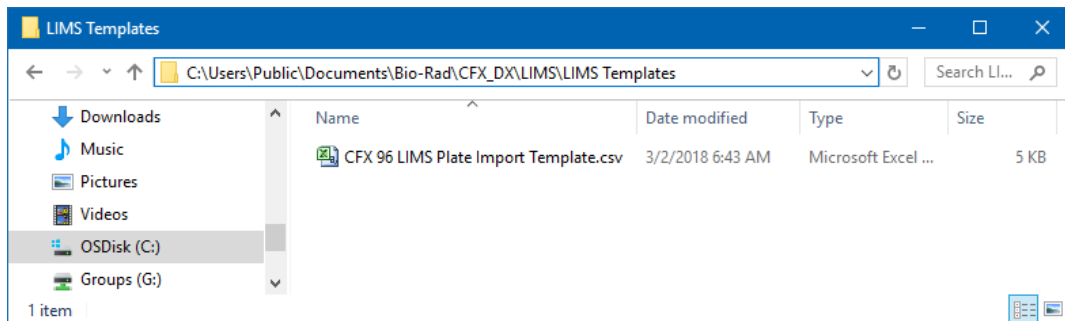 LIMS Templates
C:\Users\Public\Documents\Bio-Rad\CFX_DX\LIMS\LIMS Templates
Search LI...
Downloads
Music
Pictures
Videos
OSDisk (C:)
Groups (G:)
Name Date modified Type Size
CFX 96 LIMS Plate Import Template.csv 3/2/2018 6:43 AM Microsoft Excel ... 5 KB
1 item